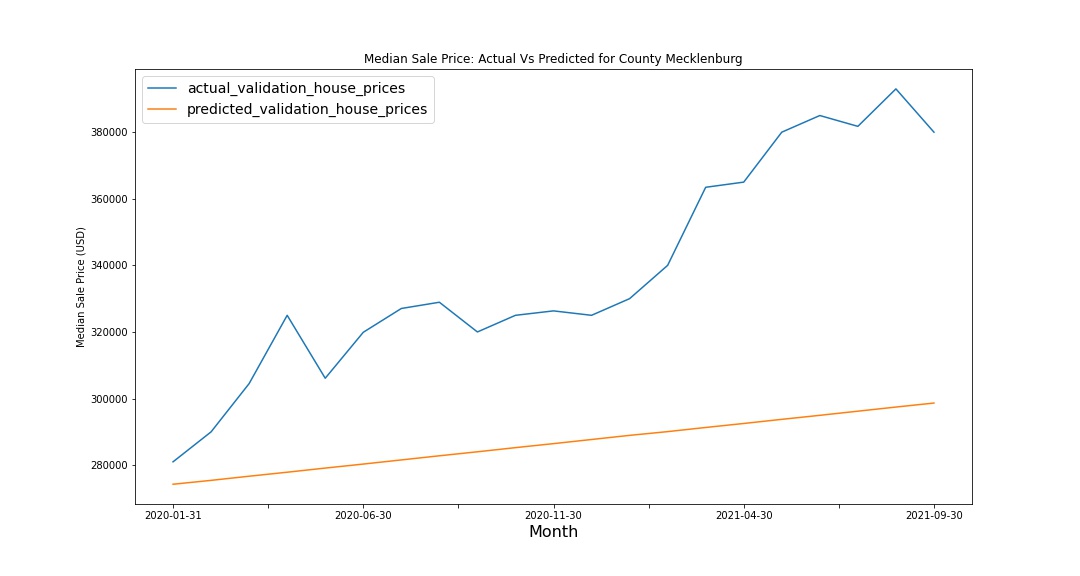 Median Sale Price: Actual Vs Predicted for County Mecklenburg
actual_validation_house_prices
predicted_validation_house_prices
Median Sale Price (USD)
380000
360000
340000
320000
300000
280000
2020-01-31
2020-06-30
2020-11-30
2021-04-30
2021-09-30
Month